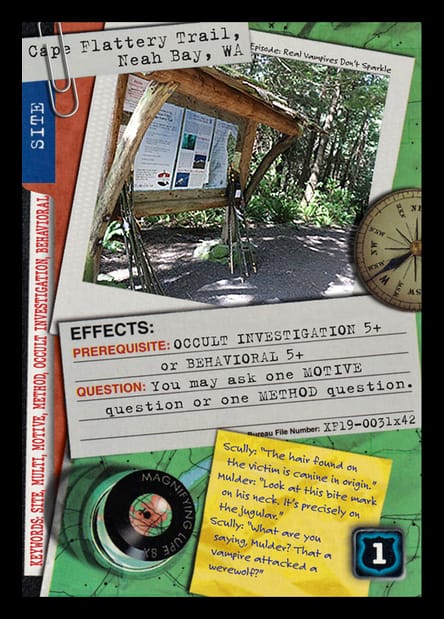 Cape Flattery Trail,
Neah Bay, WA
Episode: Real Vampires Don't Sparkle
SITE
KEYWORDS: SITE, MULTI, MOTIVE, METHOD, OCCULT INVESTIGATION, BEHAVIORAL
EFFECTS:
PREREQUISITE: OCCULT INVESTIGATION 5+
or BEHAVIORAL 5+
QUESTION: You may ask one MOTIVE
question or one METHOD question.
Bureau File Number: XF19-0031x42
Scully: "The hair found on
the victim is canine in origin."
Mulder: "Look at this bite mark
on his neck. It's precisely on
the jugular."
Scully: "What are you
saying, Mulder? That a
vampire attacked a
werewolf?"
MAGNIFYING LUPE 8X
1